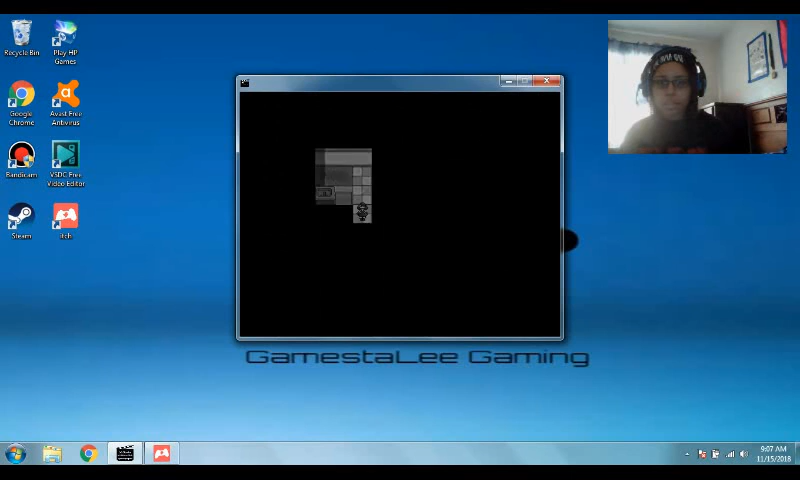 Recycle Bin
Play HP
Games
Google
Chrome
Avast Free
Antivirus
Bandicam
VSDC Free
Video Editor
Steam
itch
GamestaLee Gaming
9:07 AM
11/15/2018